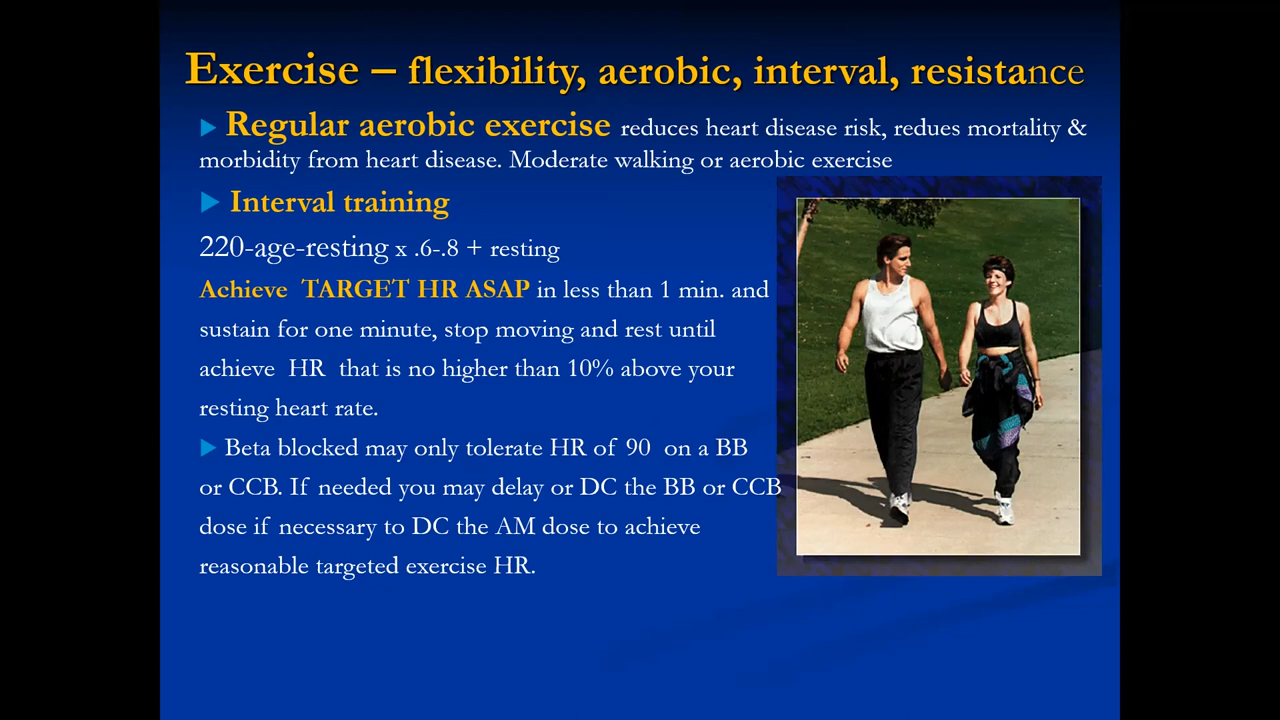 Exercise – flexibility, aerobic, interval, resistance
Regular aerobic exercise reduces heart disease risk, redues mortality &
morbidity from heart disease. Moderate walking or aerobic exercise
Interval training
220-age-resting x .6-.8 + resting
Achieve TARGET HR ASAP in less than 1 min. and
sustain for one minute, stop moving and rest until
achieve HR that is no higher than 10% above your
resting heart rate.
Beta blocked may only tolerate HR of 90 on a BB
or CCB. If needed you may delay or DC the BB or CCB
dose if necessary to DC the AM dose to achieve
reasonable targeted exercise HR.